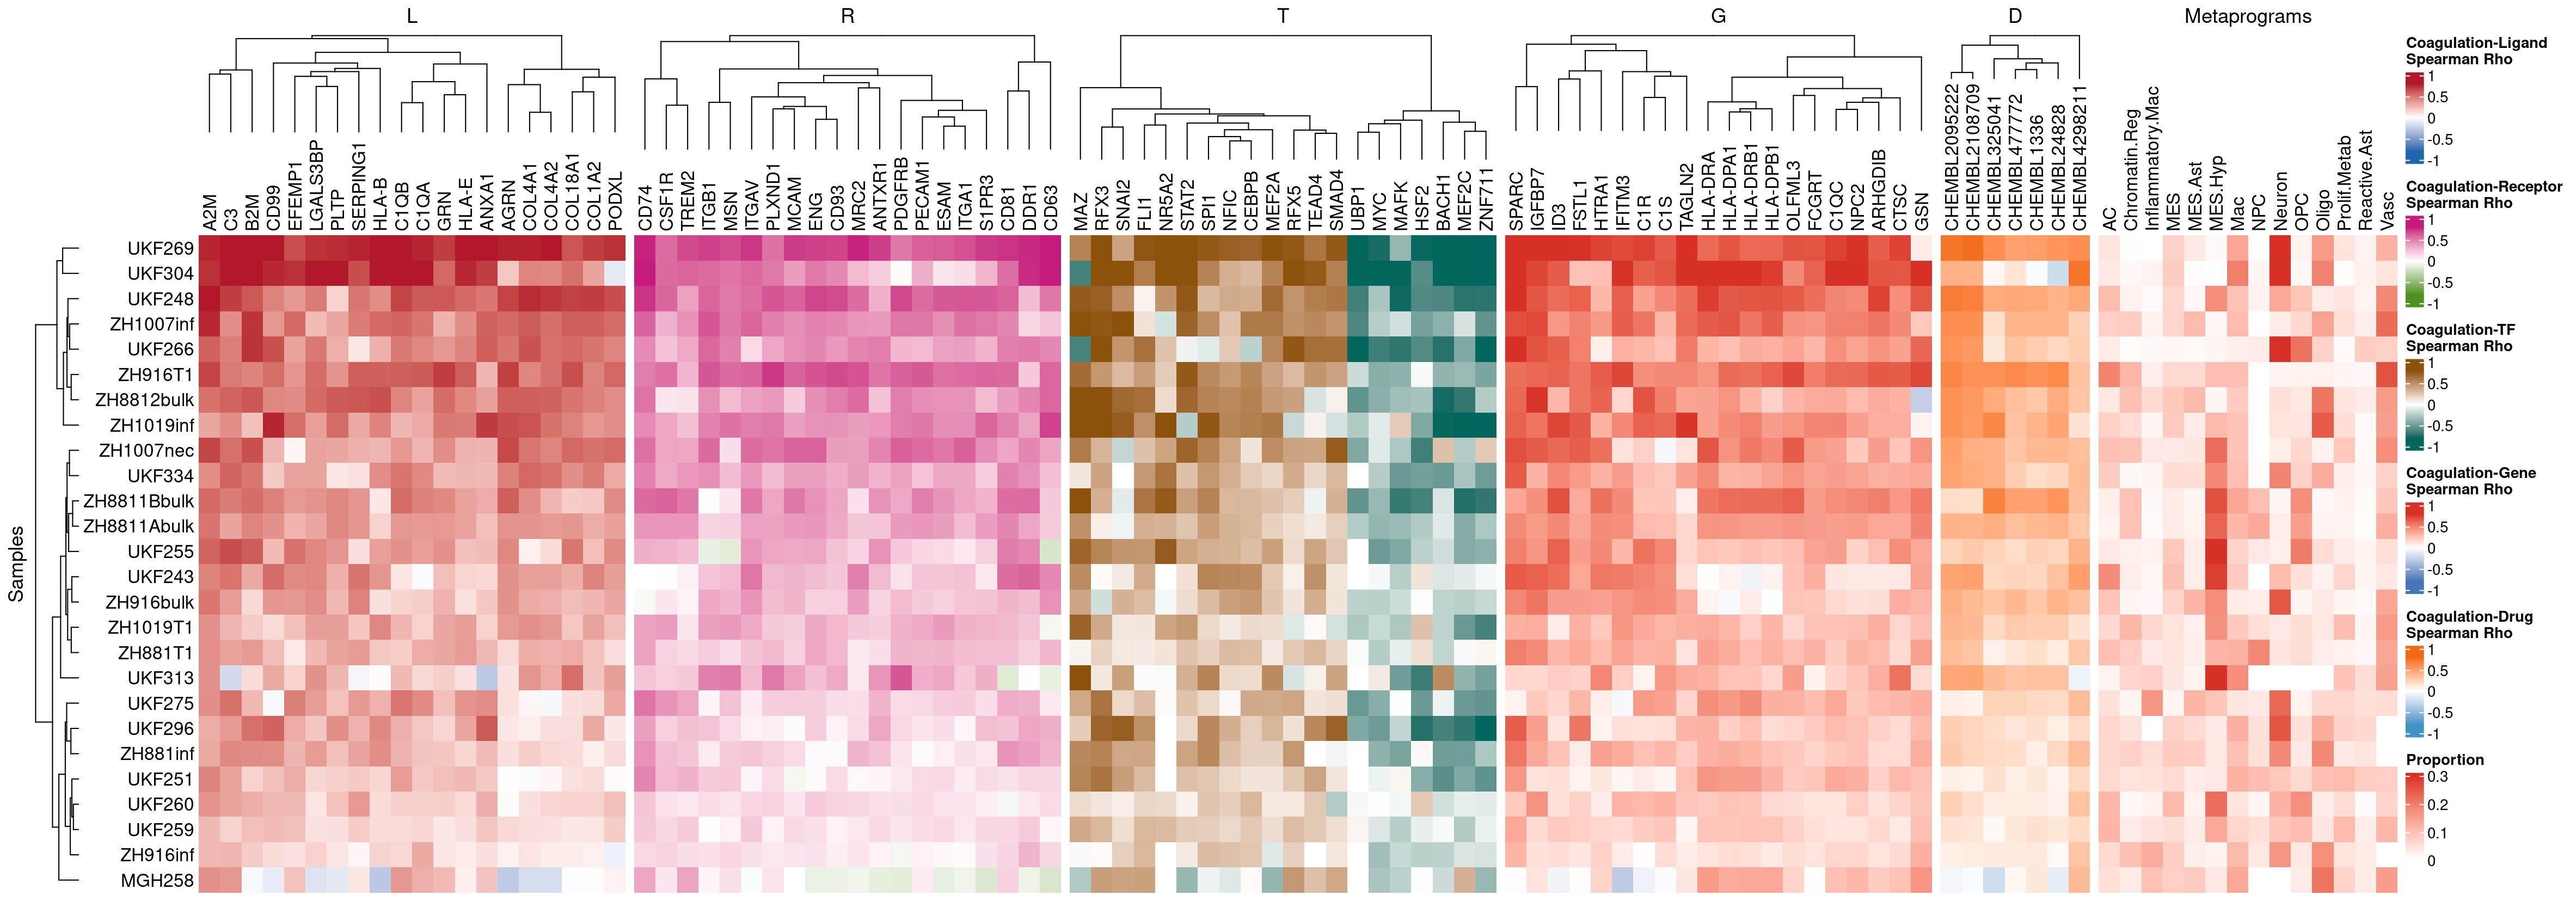 L R T G D Metaprograms
A2M C3 B2M CD99 EFEMP1 LGALS3BP PLTP SERPING1 HLA-B C1QB C1QA GRN HLA-E ANXA1 AGRN COL4A1 COL4A2 COL18A1 COL1A2 PODXL
CD74 CSF1R TREM2 ITGB1 MSN ITGAV PLXND1 MCAM ENG CD93 MRC2 ANTXR1 PDGFRB PECAM1 ESAM ITGA1 S1PR3 CD81 DDR1 CD63
MAZ RFX3 SNAI2 FLI1 NR5A2 STAT2 SPI1 NFIC CEBPB MEF2A RFX5 TEAD4 SMAD4 UBP1 MYC MAFK HSF2 BACH1 MEF2C ZNF711
SPARC IGFBP7 ID3 FSTL1 HTRA1 IFITM3 C1R C1S TAGLN2 HLA-DRA HLA-DPA1 HLA-DRB1 HLA-DPB1 OLFML3 FCGRT C1QC NPC2 ARHGDIB CTSC GSN
CHEMBL2095222 CHEMBL2108709 CHEMBL325041 CHEMBL477772 CHEMBL1336 CHEMBL24828 CHEMBL4298211
AC Chromatin.Reg Inflammatory.Mac MES MES.Ast MES.Hyp Mac NPC Neuron OPC Oligo Prolif.Metab Reactive.Ast Vasc
Samples
UKF269
UKF304
UKF248
ZH1007inf
UKF266
ZH916T1
ZH8812bulk
ZH1019inf
ZH1007nec
UKF334
ZH8811Bbulk
ZH8811Abulk
UKF255
UKF243
ZH916bulk
ZH1019T1
ZH881T1
UKF313
UKF275
UKF296
ZH881inf
UKF251
UKF260
UKF259
ZH916inf
MGH258
Coagulation-Ligand
Spearman Rho
1
0.5
0
-0.5
-1
Coagulation-Receptor
Spearman Rho
1
0.5
0
-0.5
-1
Coagulation-TF
Spearman Rho
1
0.5
0
-0.5
-1
Coagulation-Gene
Spearman Rho
1
0.5
0
-0.5
-1
Coagulation-Drug
Spearman Rho
1
0.5
0
-0.5
-1
Proportion
0.3
0.2
0.1
0